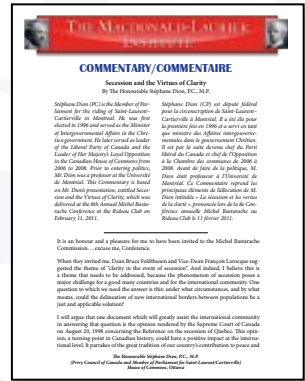 The Macdonald-Laurier
Institute
COMMENTARY/COMMENTAIRE
Secession and the Virtues of Clarity
By The Honourable Stéphane Dion, P.C., M.P.
Stéphane Dion (PC) is the Member of Par-
liament for the riding of Saint-Laurent–
Cartierville in Montreal. He was first
elected in 1996 and served as the Minister
of Intergovernmental Affairs in the Chre-
tien government. He later served as leader
of the Liberal Party of Canada and the
Leader of Her Majesty's Loyal Opposition
in the Canadian House of Commons from
2006 to 2008. Prior to entering politics,
Mr. Dion was a professor at the Université
de Montréal. This Commentary is based
on Mr. Dion's presentation, entitled Seces-
sion and the Virtues of Clarity, which was
delivered at the 8th Annual Michel Basta-
rache Conference at the Rideau Club on
February 11, 2011.
Stéphane Dion (CP) est député fédéral
pour la circonscription de Saint-Laurent–
Cartierville à Montréal. Il a été élu pour
la première fois en 1996 et a servi en tant
que ministre des Affaires intergouverne-
mentales dans le gouvernement Chrétien.
Il est par la suite devenu chef du Parti
libéral du Canada et chef de l'Opposition
à la Chambre des communes de 2006 à
2008. Avant de faire de la politique, M.
Dion était professeur à l'Université de
Montréal. Ce Commentaire reprend les
principaux éléments de l'allocution de M.
Dion intitulée « La sécession et les vertus
de la clarté », prononcée lors de la 8e Con-
férence annuelle Michel Bastarache au
Rideau Club le 11 février 2011.
It is an honour and a pleasure for me to have been invited to the Michel Bastarache
Commission… excuse me, Conference.
When they invited me, Dean Bruce Feldthusen and Vice-Dean François Larocque sug-
gested the theme of "clarity in the event of secession." And indeed, I believe this is
a theme that needs to be addressed, because the phenomenon of secession poses a
major challenge for a good many countries and for the international community. One
question to which we need the answer is this: under what circumstances, and by what
means, could the delineation of new international borders between populations be a
just and applicable solution?
I will argue that one document which will greatly assist the international community
in answering that question is the opinion rendered by the Supreme Court of Canada
on August 20, 1998 concerning the Reference on the secession of Quebec. This opin-
ion, a turning point in Canadian history, could have a positive impact at the interna-
tional level. It partakes of the great tradition of our country's contribution to peace and
The Honourable Stéphane Dion, P.C., M.P.
(Privy Council of Canada and Member of Parliament for Saint-Laurent/Cartierville)
House of Commons, Ottawa